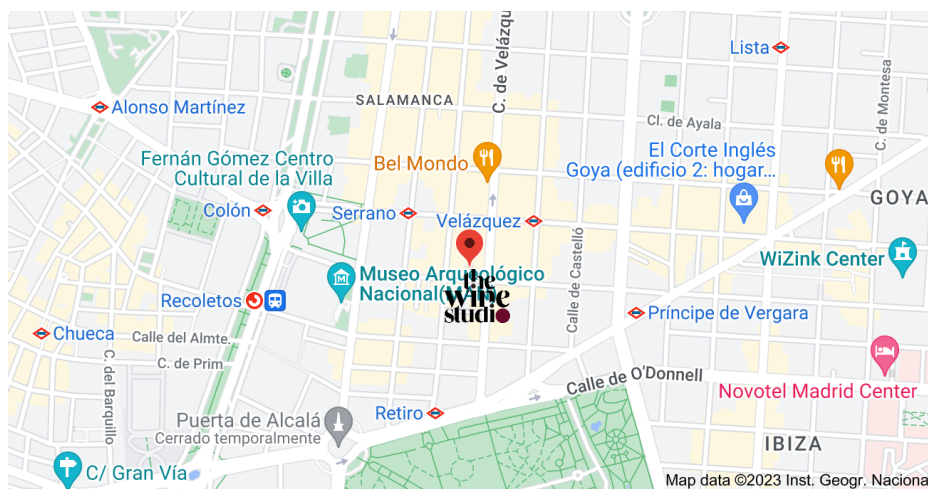 Lista
C. de Velázqu
C. de Montesa
Alonso Martínez
SALAMANCA
Cl. de Ayala
Fernán Gómez Centro
Cultural de la Villa
Bel Mondo
El Corte Inglés
Goya (edificio 2: hogar...
GOYA
Colón
Serrano
Velázquez
Calle de Castelló
WiZink Center
Museo Arqueológico
Nacional
the
wine
studio
Recoletos
Príncipe de Vergara
Chueca
Calle del Almte.
C. de Prim
C. del Barquillo
Calle de O'Donnell
Novotel Madrid Center
Retiro
Puerta de Alcalá
Cerrado temporalmente
IBIZA
C/ Gran Vía
Map data ©2023 Inst. Geogr. Naciona